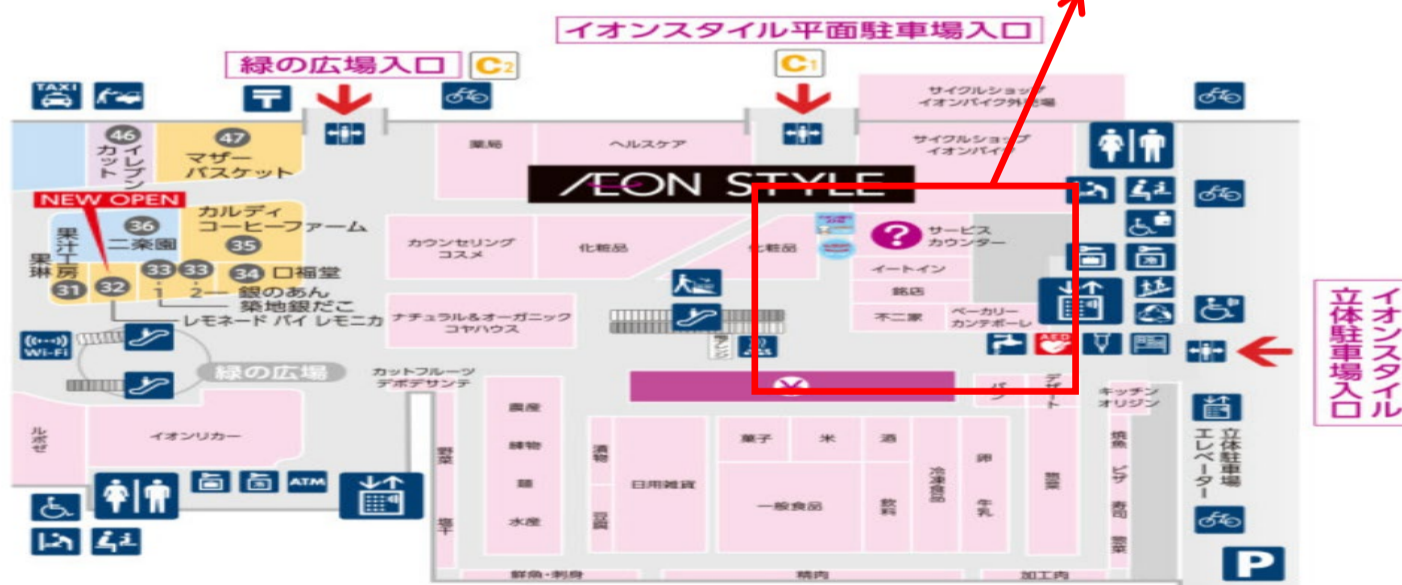 イオンスタイル平面駐車場入口
緑の広場入口
C2
C1
TAXI
サイクルショップ
イオンバイク外売場
46
イレブン
カット
47
マザー
バスケット
薬局
ヘルスケア
サイクルショップ
イオンバイク
ÆON STYLE
NEW OPEN
果汁工房
果琳
31
36
二楽園
カルディ
コーヒーファーム
35
32
33
1
33
2
34
口福堂
銀のあん
築地銀だこ
レモネード バイ レモニカ
カウンセリング
コスメ
化粧品
化粧品
?
サービス
カウンター
イートイン
銘店
不二家
ベーカリー
カンテボーレ
ナチュラル&オーガニック
コヤハウス
Wi-Fi
緑の広場
カットフルーツ
デポデサンテ
AED
イオンスタイル
立体駐車場入口
ルポゼ
イオンリカー
ATM
野菜
塩干
農産
練物
麺
水産
漬物
豆腐
日用雑貨
菓子
米
酒
一般食品
飲料
冷凍食品
卵
牛乳
パン
デザート
惣菜
キッチン
オリジン
焼魚
ピザ
寿司
惣菜
立体駐車場
エレベーター
鮮魚・刺身
精肉
加工肉
P